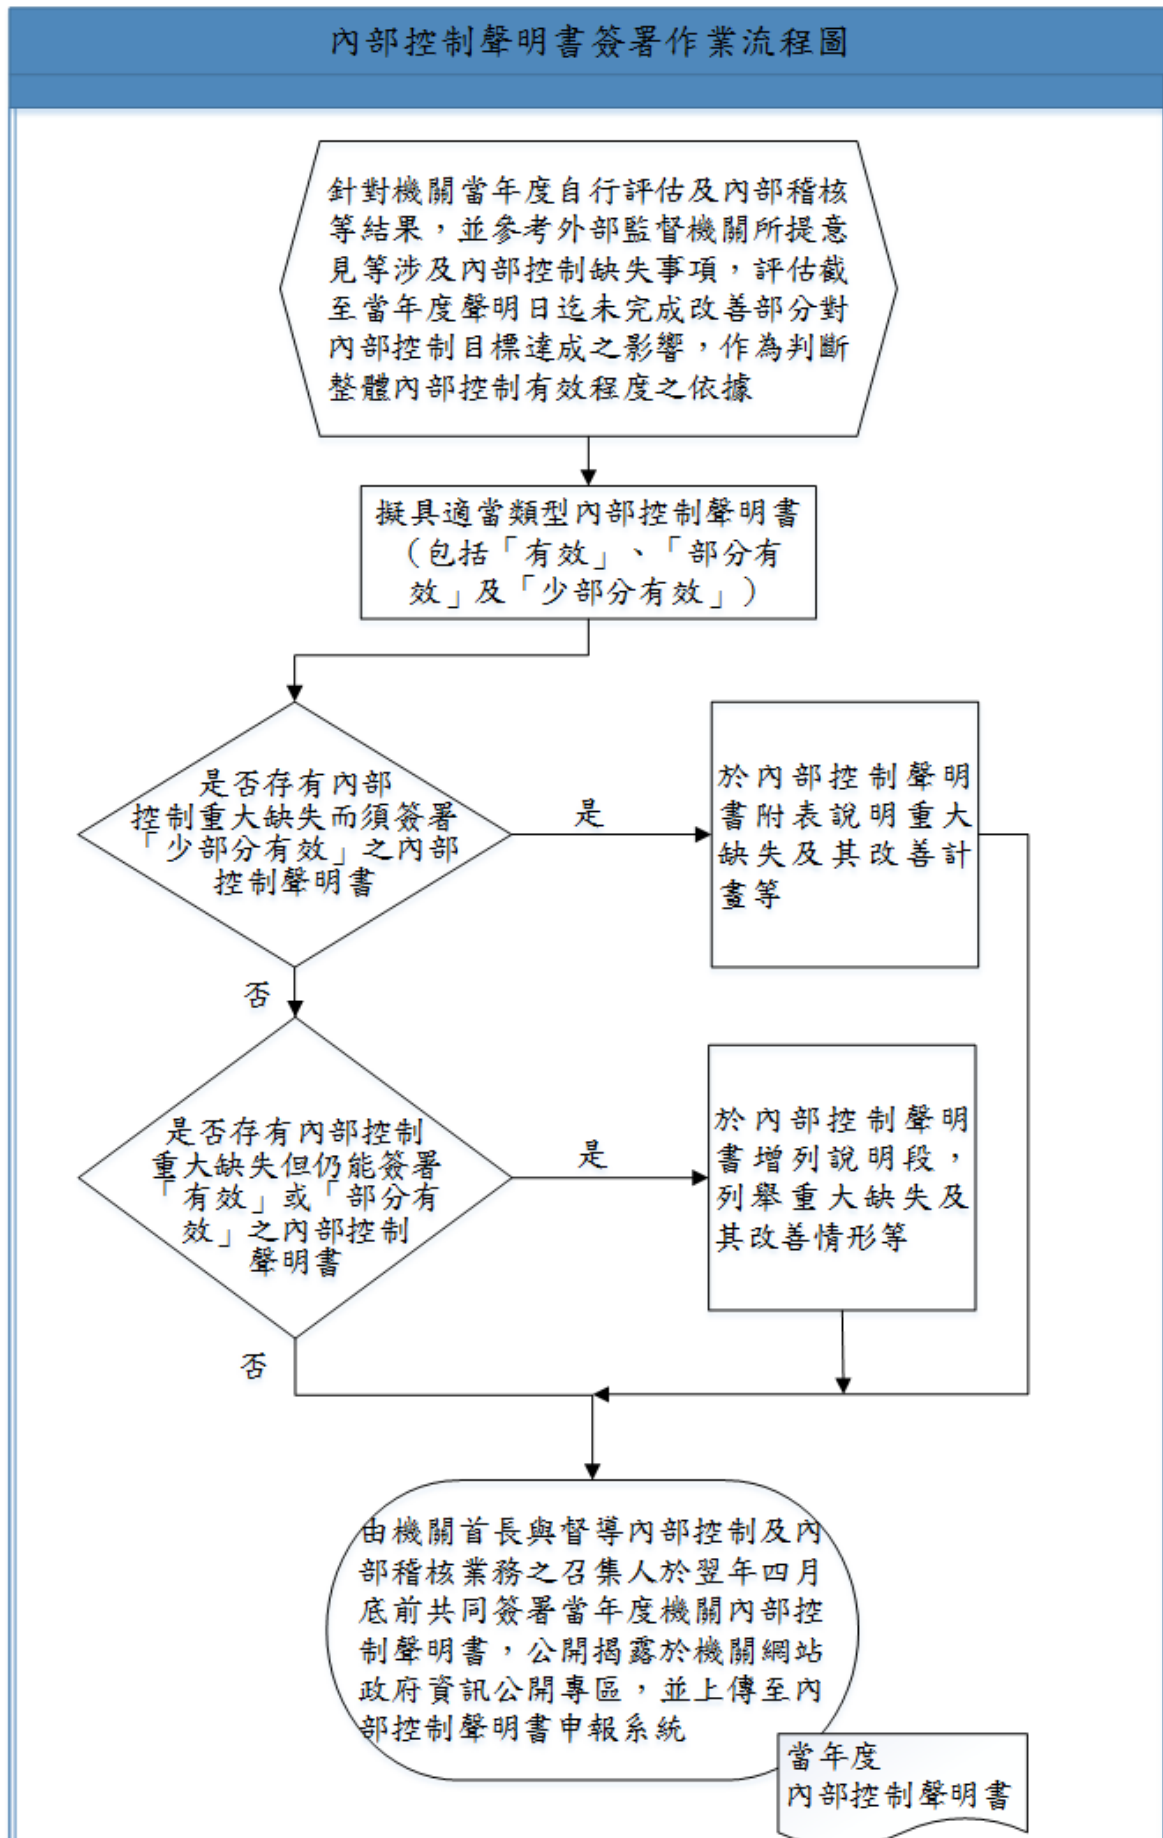 內部控制聲明書簽署作業流程圖
針對機關當年度自行評估及內部稽核
等結果，並參考外部監督機關所提意
見等涉及內部控制缺失事項，評估截
至當年度聲明日迄未完成改善部分對
內部控制目標達成之影響，作為判斷
整體內部控制有效程度之依據
擬具適當類型內部控制聲明書
（包括「有效」、「部分有
效」及「少部分有效」）
是否存有內部
控制重大缺失而須簽署
「少部分有效」之內部
控制聲明書
是
於內部控制聲明
書附表說明重大
缺失及其改善計
畫等
否
是否存有內部控制
重大缺失但仍能簽署
「有效」或「部分有
效」之內部控制
聲明書
是
於內部控制聲明
書增列說明段，
列舉重大缺失及
其改善情形等
否
由機關首長與督導內部控制及內
部稽核業務之召集人於翌年四月
底前共同簽署當年度機關內部控
制聲明書，公開揭露於機關網站
政府資訊公開專區，並上傳至內
部控制聲明書申報系統
當年度
內部控制聲明書